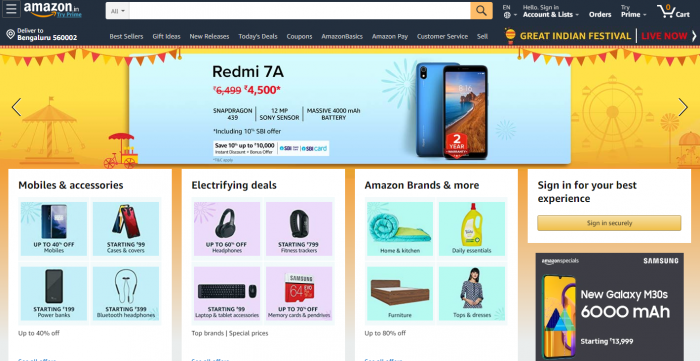 amazon.in
Try Prime
All
EN
Hello. Sign in
Account & Lists
Orders
Try
Prime
0
Cart
Deliver to
Bengaluru 560002
Best Sellers
Gift Ideas
New Releases
Today's Deals
Coupons
AmazonBasics
Amazon Pay
Customer Service
Sell
GREAT INDIAN FESTIVAL | LIVE NOW
Redmi 7A
₹6,499 ₹4,500*
SNAPDRAGON
439
12 MP
SONY SENSOR
MASSIVE 4000 mAh
BATTERY
*Including 10% SBI offer
Save 10% up to ₹10,000
Instant Discount + Bonus Offer
SBI card
*T&C apply
2
YEAR
Mobiles & accessories
UP TO 40% OFF
Mobiles
STARTING ₹99
Cases & covers
STARTING ₹199
Power banks
STARTING ₹399
Bluetooth headphones
Up to 40% off
Electrifying deals
UP TO 60% OFF
Headphones
STARTING ₹799
Fitness trackers
STARTING ₹99
Laptop & tablet accessories
SAMSUNG
64
UP TO 70% OFF
Memory cards & pendrives
Top brands | Special prices
Amazon Brands & more
Home & kitchen
Daily essentials
Furniture
Tops & dresses
Up to 80% off
Sign in for your best
experience
Sign in securely
amazonspecials
SAMSUNG
New Galaxy M30s
6000 mAh
Starting ₹13,999